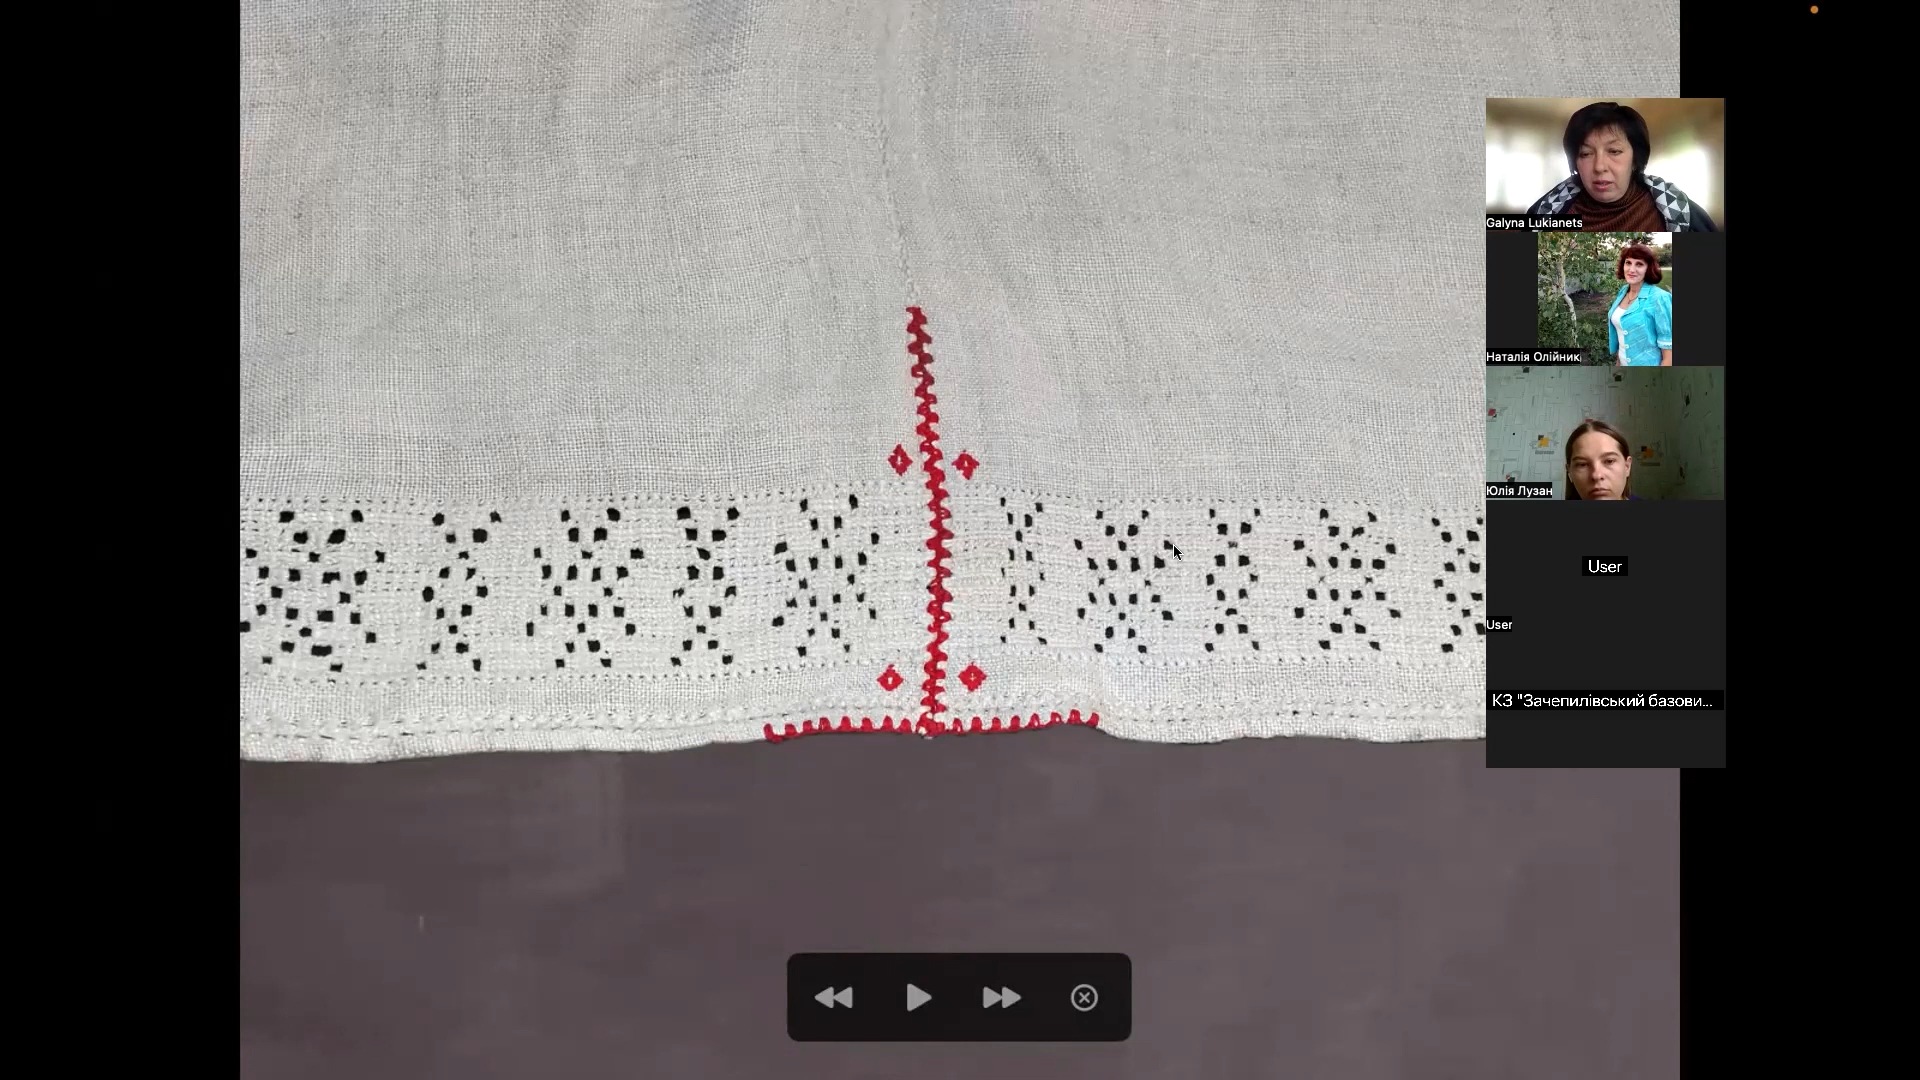 Galyna Lukianets
Наталія Олійник
Юлія Лузан
User
User
КЗ "Зачепилівський базови...